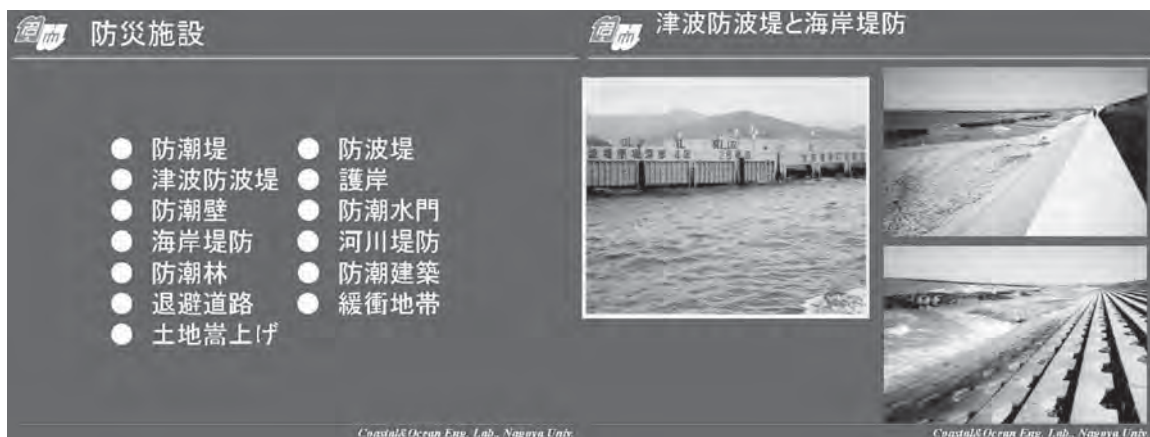 防災施設
● 防潮堤
● 津波防波堤
● 防潮壁
● 海岸堤防
● 防潮林
● 退避道路
● 土地嵩上げ
● 防波堤
● 護岸
● 防潮水門
● 河川堤防
● 防潮建築
● 緩衝地帯
Coastal&Ocean Eng. Lab., Nagoya Univ.
津波防波堤と海岸堤防
Coastal&Ocean Eng. Lab., Nagoya Univ.